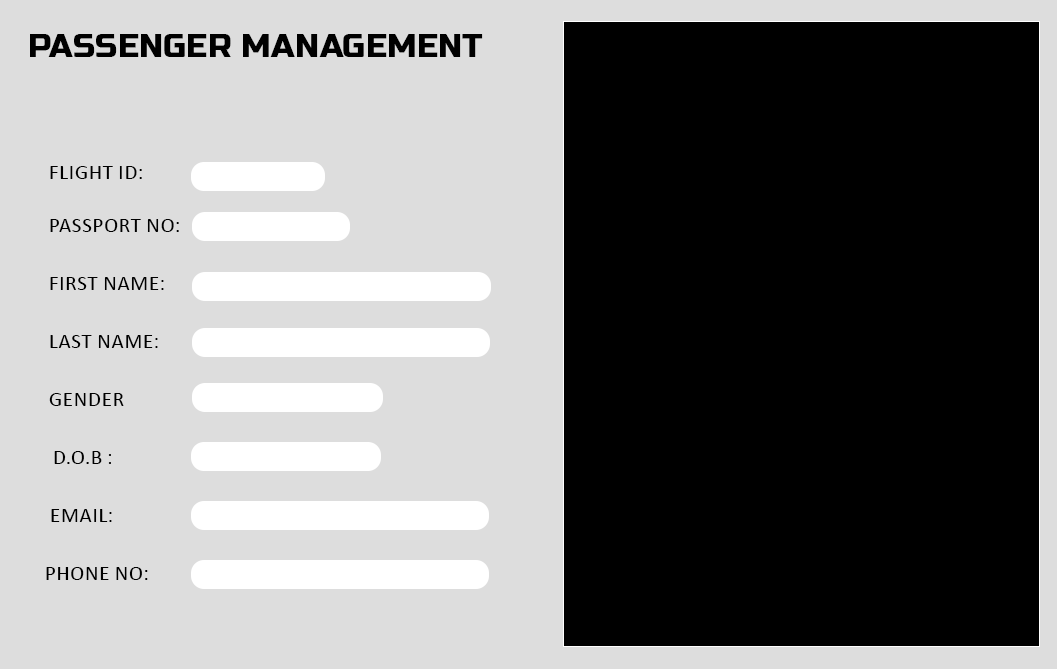 PASSENGER MANAGEMENT
FLIGHT ID:
PASSPORT NO:
FIRST NAME:
LAST NAME:
GENDER
D.O.B :
EMAIL:
PHONE NO: